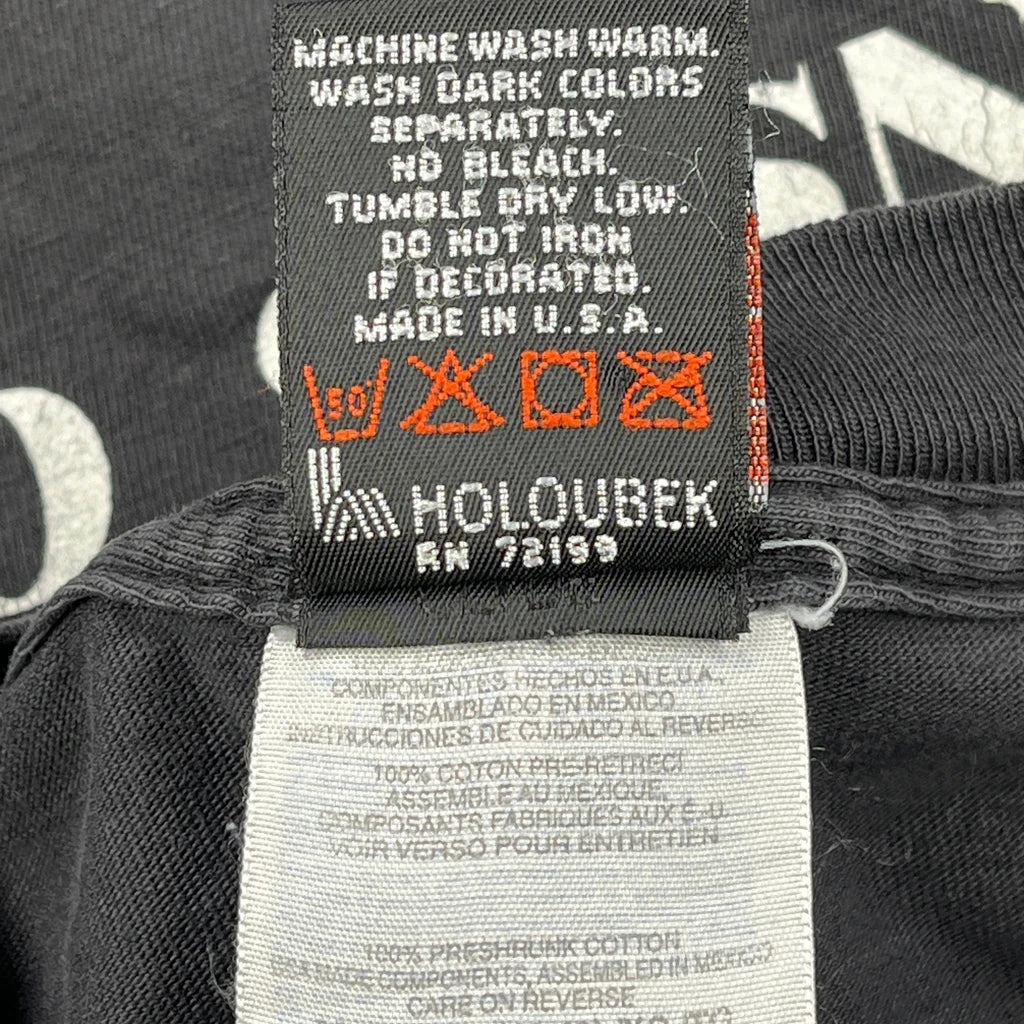 MACHINE WASH WARM.
WASH DARK COLORS
SEPARATELY.
NO BLEACH.
TUMBLE DRY LOW.
DO NOT IRON
IF DECORATED.
MADE IN U.S.A.
50°
HOLOUBEK
RN 72199
COMPONENTES HECHOS EN E.U.A.,
ENSAMBLADO EN MEXICO
INSTRUCCIONES DE CUIDADO AL REVERSO
100% COTON PRE-RETRECI
ASSEMBLE AU MEXIQUE,
COMPOSANTS FABRIQUES AUX É-U
VOIR VERSO POUR ENTRETIEN
100% PRESHRUNK COTTON
USA MADE COMPONENTS, ASSEMBLED IN MEXICO
CARE ON REVERSE